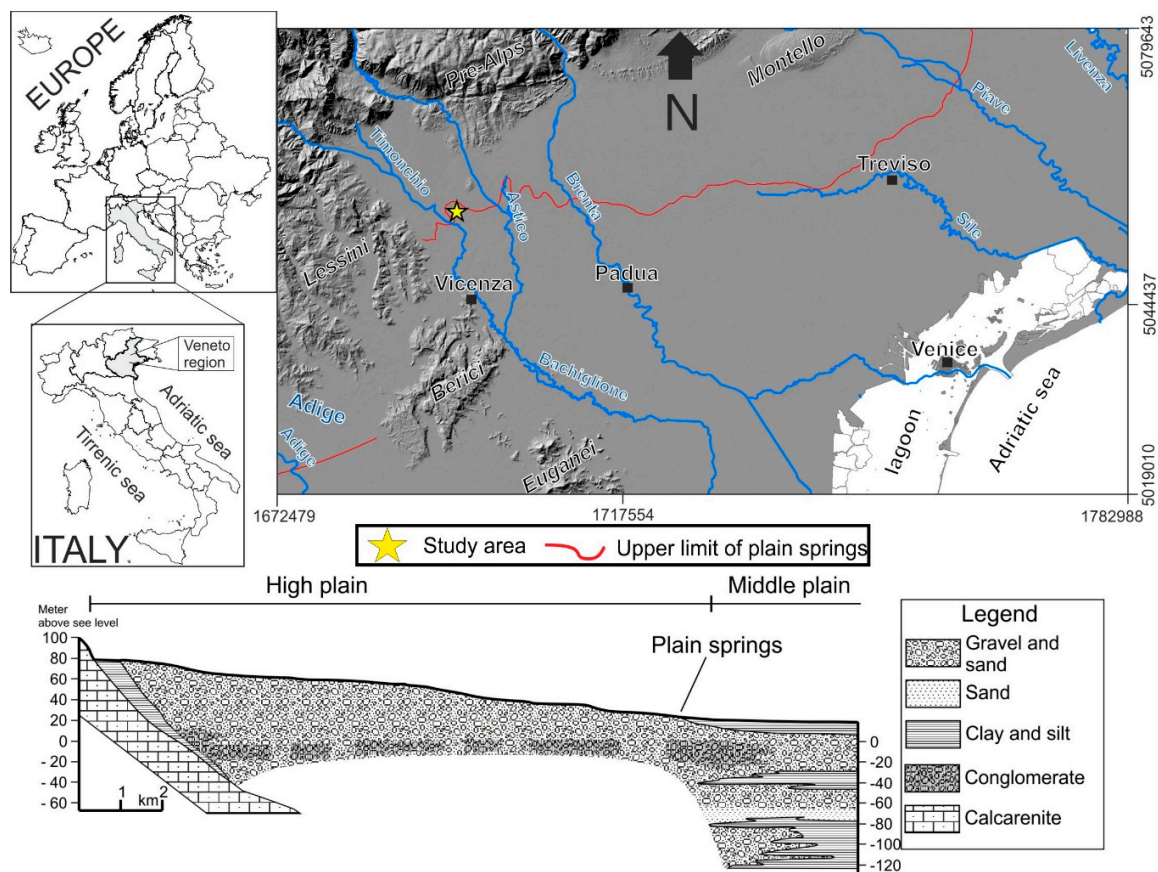 EUROPE
Veneto
region
Adriatic sea
Tirrenic sea
ITALY
Pre-Alps
N
Montello
Livenza
Piave
5079643
Timonchio
Astico
Brenta
Treviso
Sile
Lessini
Vicenza
Padua
5044437
Venice
Bachiglione
Berici
Adige
Adige
Euganei
lagoon
Adriatic sea
5019010
1672479
1717554
1782988
Study area
Upper limit of plain springs
High plain
Middle plain
Meter
above see level
100
80
60
40
20
0
- 20
- 40
- 60
1
2
km
Plain springs
0
-20
-40
-60
-80
-100
-120
Legend
Gravel and
sand
Sand
Clay and silt
Conglomerate
Calcarenite